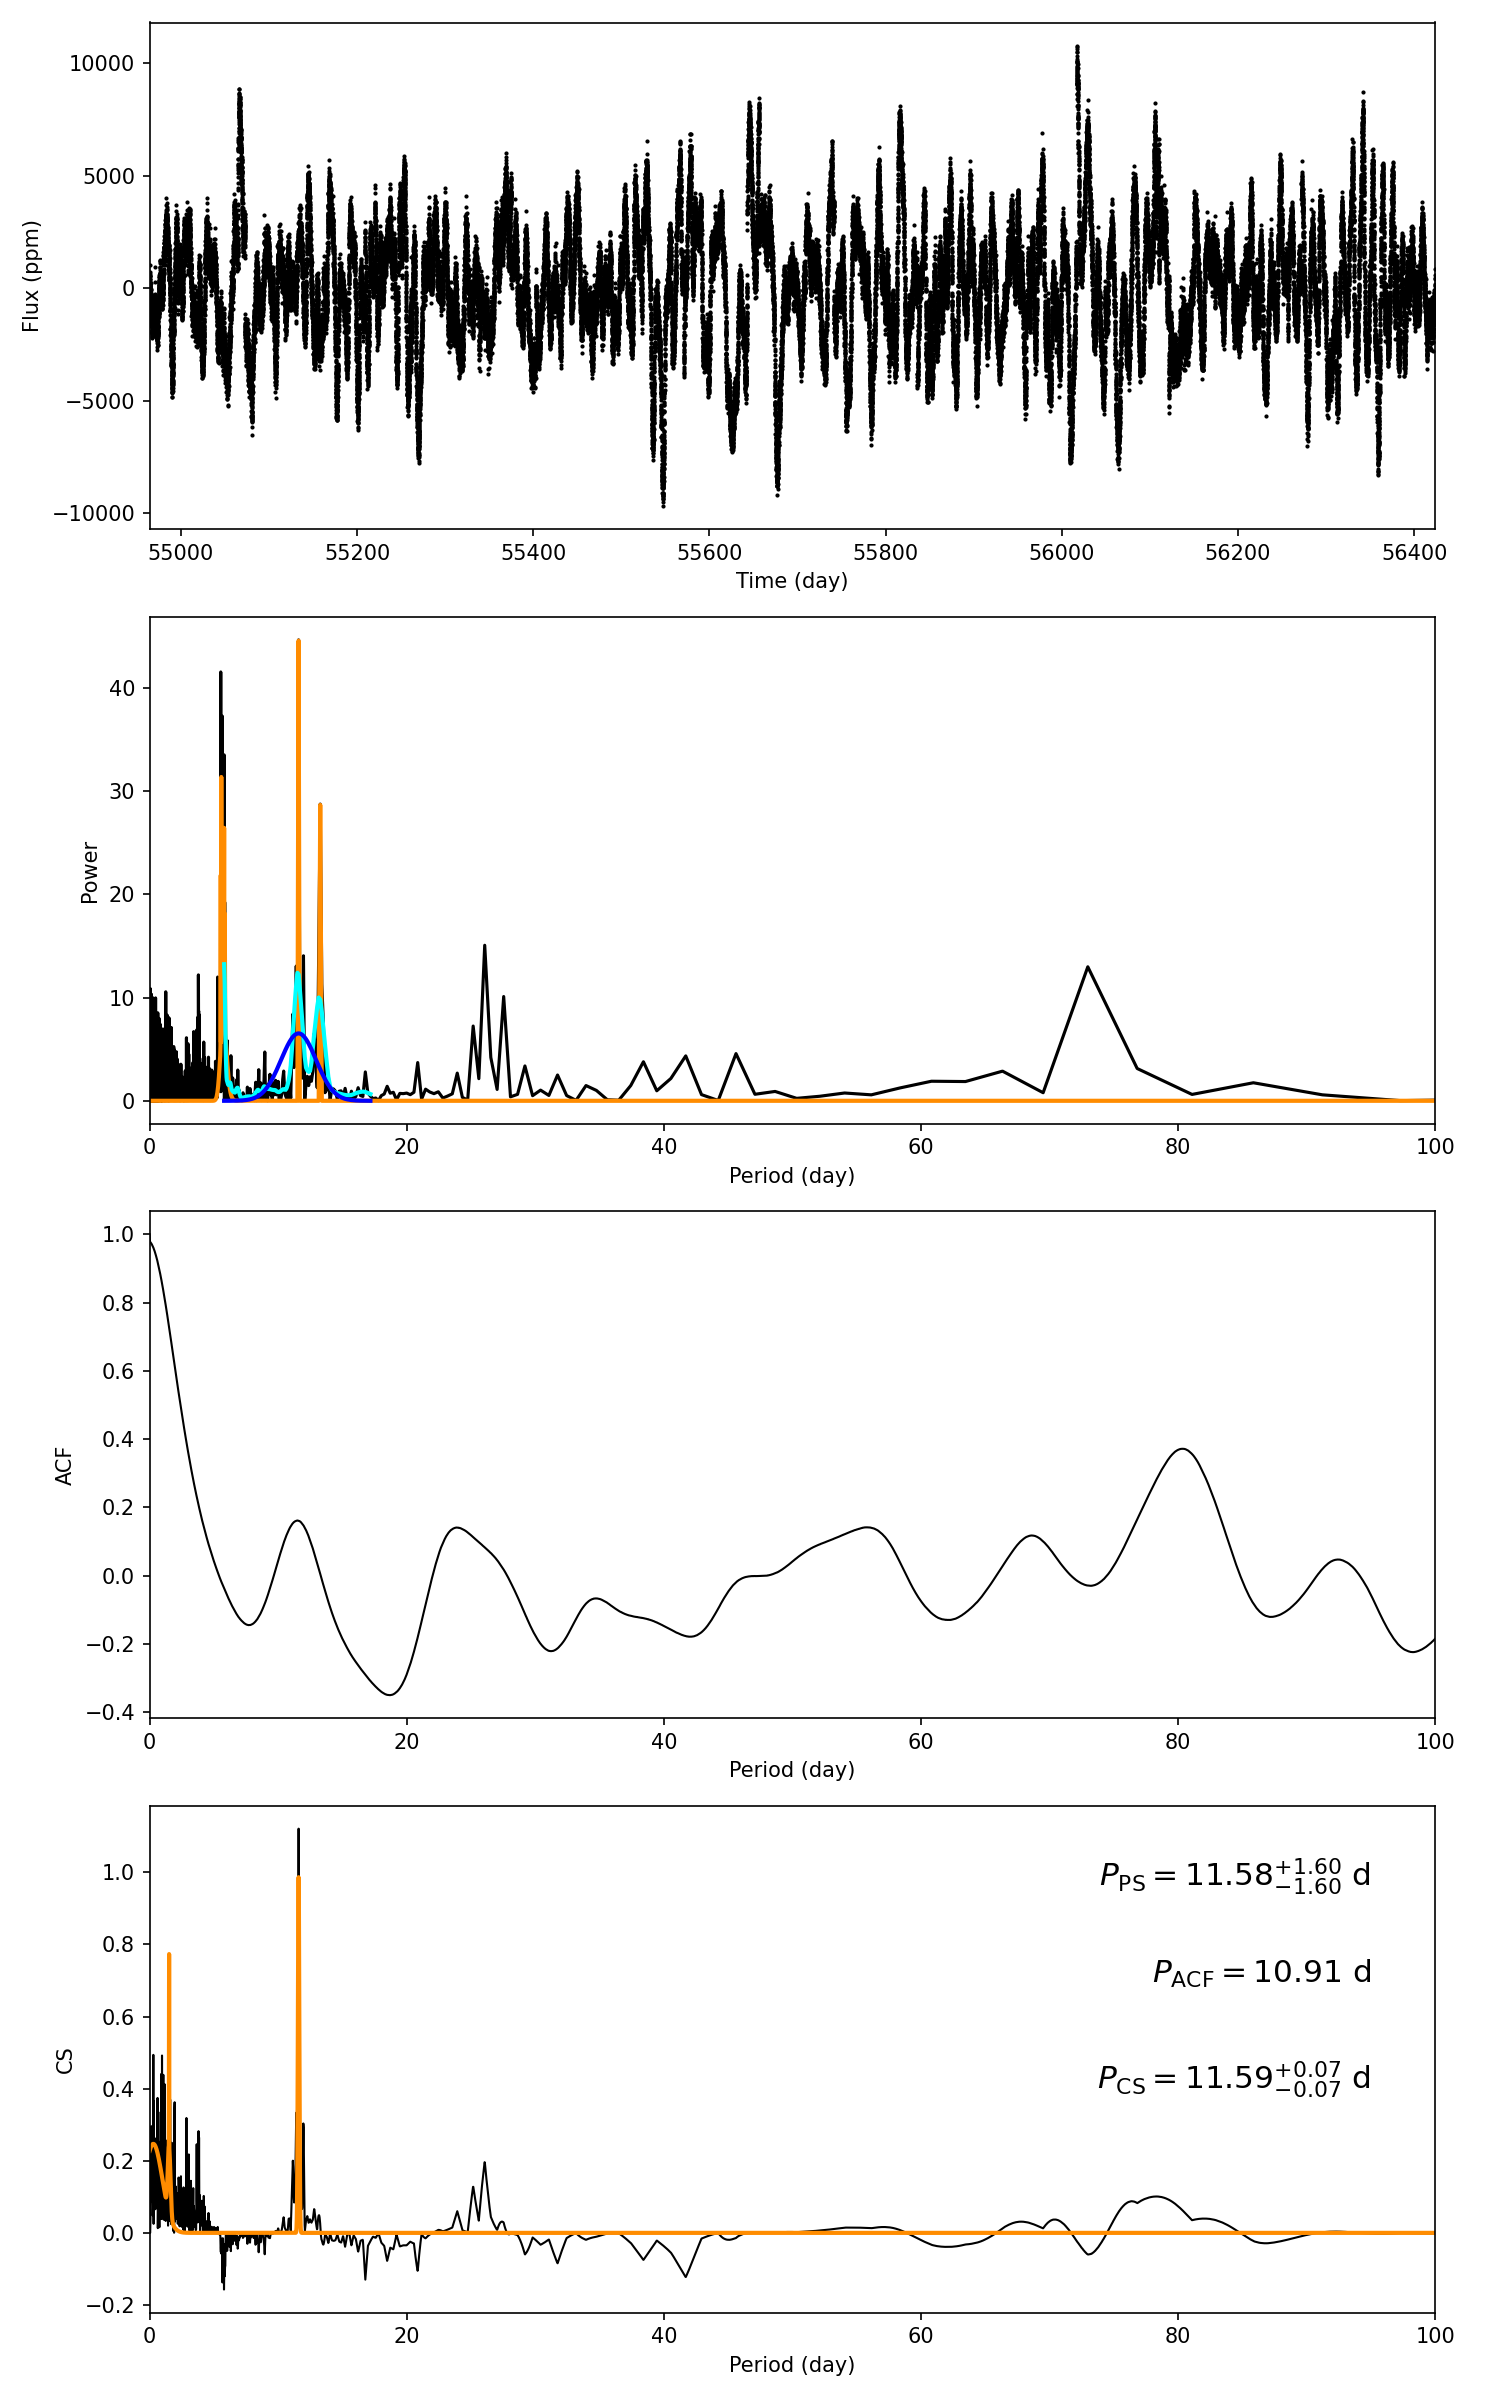 10000
5000
0
−5000
−10000
Flux (ppm)
55000 55200 55400 55600 55800 56000 56200 56400
Time (day)
40
30
20
10
0
Power
0 20 40 60 80 100
Period (day)
1.0
0.8
0.6
0.4
0.2
0.0
−0.2
−0.4
ACF
0 20 40 60 80 100
Period (day)
1.0
0.8
0.6
0.4
0.2
0.0
−0.2
CS
P_PS = 11.58 +1.60 −1.60 d
P_ACF = 10.91 d
P_CS = 11.59 +0.07 −0.07 d
0 20 40 60 80 100
Period (day)